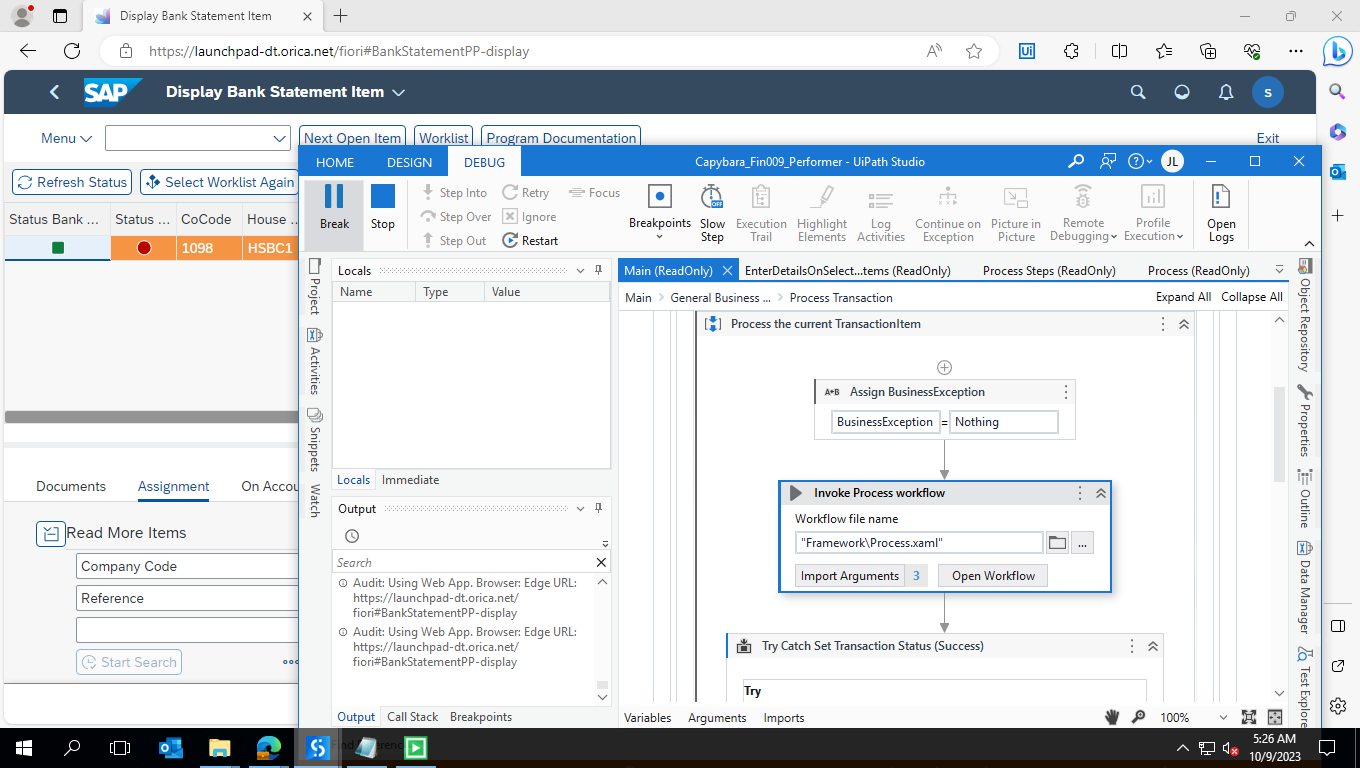 Display Bank Statement Item
https://launchpad-dt.orica.net/fiori#BankStatementPP-display
SAP
Display Bank Statement Item
S
Menu
Next Open Item
Worklist
Program Documentation
Exit
Refresh Status
Select Worklist Again
Status Bank ...
Status ...
CoCode
House ...
1098
HSBC1
Documents
Assignment
On Accou
Read More Items
Company Code
Reference
Start Search
HOME
DESIGN
DEBUG
Capybara_Fin009_Performer - UiPath Studio
JL
Break
Stop
Step Into
Step Over
Step Out
Retry
Ignore
Restart
Focus
Breakpoints
Slow Step
Execution Trail
Highlight Elements
Log Activities
Continue on Exception
Picture in Picture
Remote Debugging
Profile Execution
Open Logs
Project
Activities
Snippets
Watch
Locals
Name
Type
Value
Locals
Immediate
Output
Search
Audit: Using Web App. Browser: Edge URL:
https://launchpad-dt.orica.net/
fiori#BankStatementPP-display
Audit: Using Web App. Browser: Edge URL:
https://launchpad-dt.orica.net/
fiori#BankStatementPP-display
Output
Call Stack
Breakpoints
Main (ReadOnly)
EnterDetailsOnSelect...tems (ReadOnly)
Process Steps (ReadOnly)
Process (ReadOnly)
Main
General Business ...
Process Transaction
Expand All
Collapse All
Process the current TransactionItem
A+B
Assign BusinessException
BusinessException
=
Nothing
Invoke Process workflow
Workflow file name
"Framework\Process.xaml"
...
Import Arguments
3
Open Workflow
Try Catch Set Transaction Status (Success)
Try
Variables
Arguments
Imports
100%
Object Repository
Properties
Outline
Data Manager
Test Explore
5:26 AM
10/9/2023